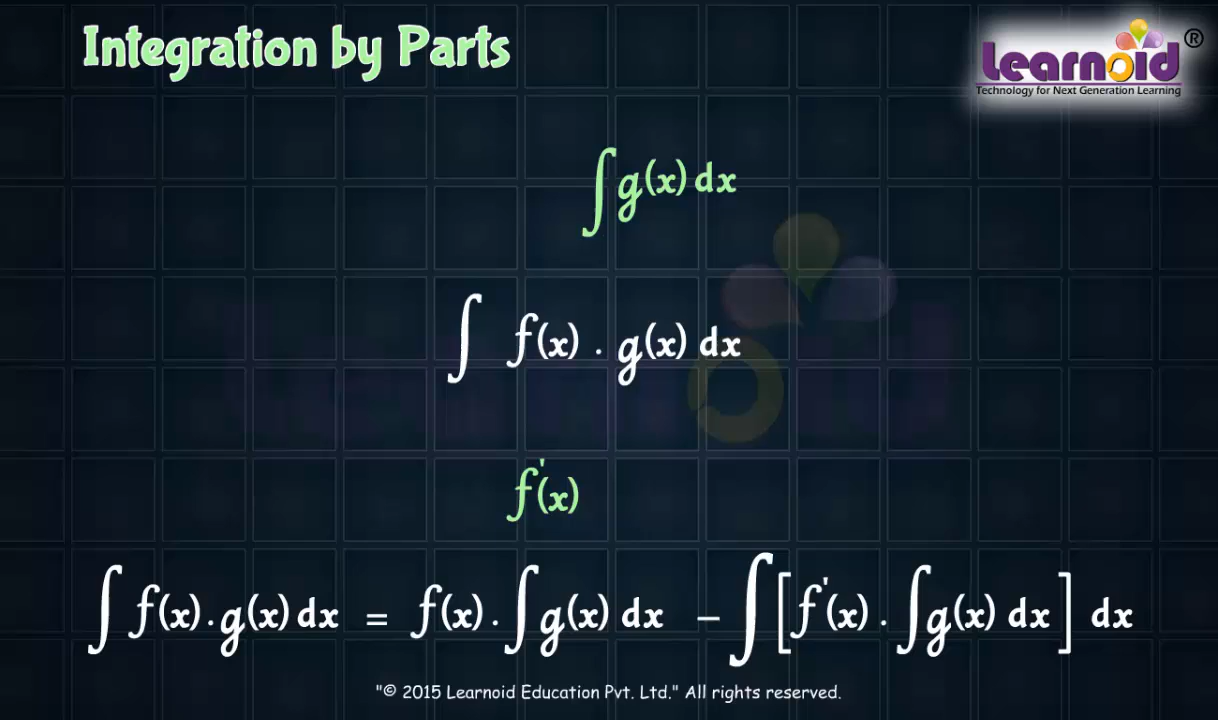 Integration by Parts
Learnoid®
Technology for Next Generation Learning
∫g(x) dx
∫ f(x) . g(x) dx
f'(x)
∫ f(x) . g(x) dx = f(x) . ∫g(x) dx – ∫[f'(x) . ∫g(x) dx] dx
"© 2015 Learnoid Education Pvt. Ltd." All rights reserved.